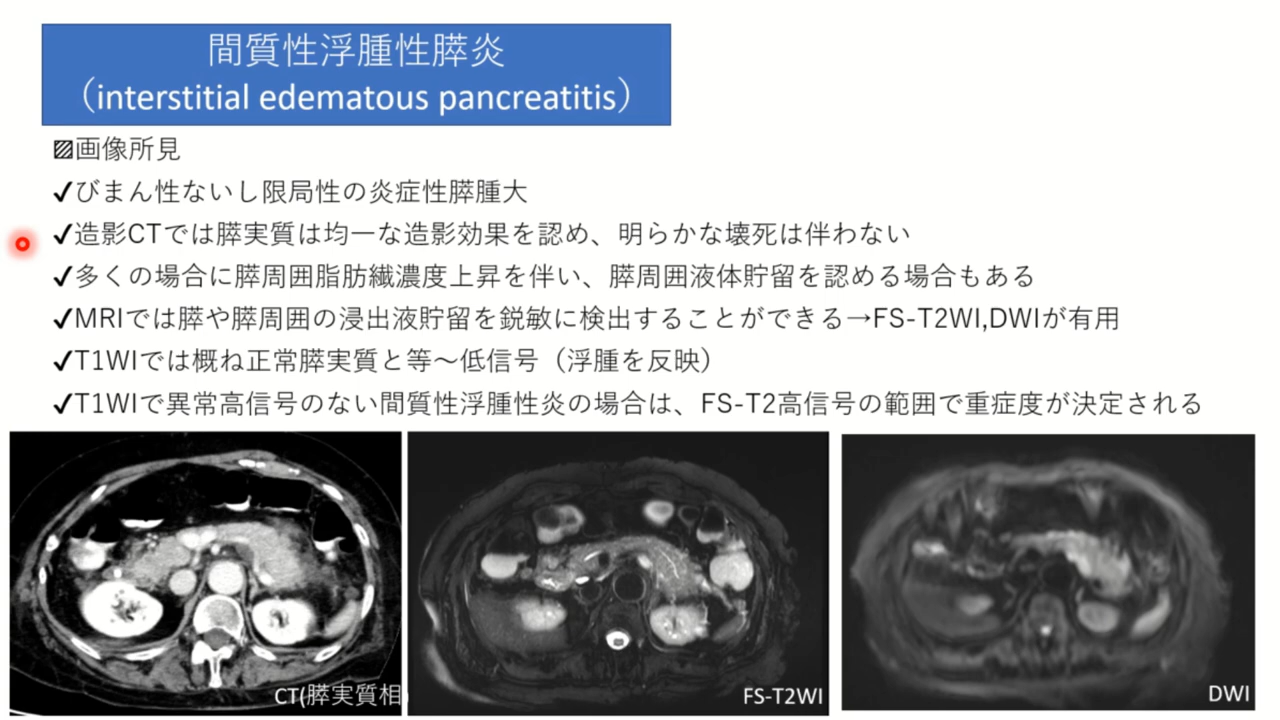 間質性浮腫性膵炎
（interstitial edematous pancreatitis）
▨画像所見
✓びまん性ないし限局性の炎症性膵腫大
✓造影CTでは膵実質は均一な造影効果を認め、明らかな壊死は伴わない
✓多くの場合に膵周囲脂肪織濃度上昇を伴い、膵周囲液体貯留を認める場合もある
✓MRIでは膵や膵周囲の浸出液貯留を鋭敏に検出することができる→FS-T2WI,DWIが有用
✓T1WIでは概ね正常膵実質と等～低信号（浮腫を反映）
✓T1WIで異常高信号のない間質性浮腫性炎の場合は、FS-T2高信号の範囲で重症度が決定される
CT(膵実質相)
FS-T2WI
DWI